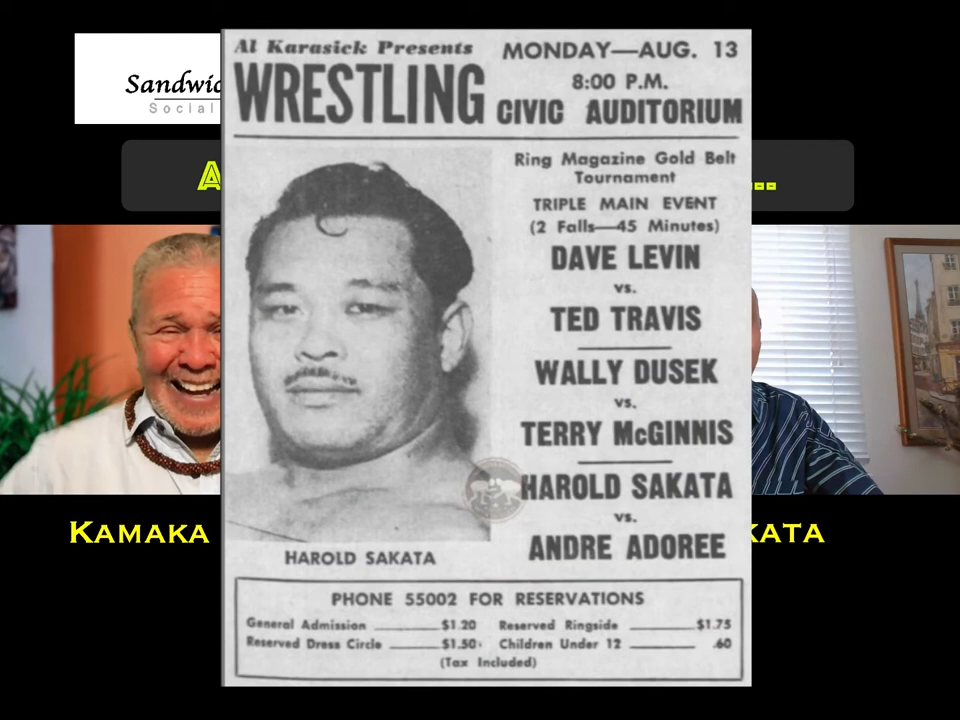 Sandwic
Social
A
...
Al Karasick Presents
WRESTLING
MONDAY—AUG. 13
8:00 P.M.
CIVIC AUDITORIUM
Ring Magazine Gold Belt
Tournament
TRIPLE MAIN EVENT
(2 Falls—45 Minutes)
DAVE LEVIN
vs.
TED TRAVIS
WALLY DUSEK
vs.
TERRY McGINNIS
HAROLD SAKATA
vs.
ANDRE ADOREE
HAROLD SAKATA
PHONE 55002 FOR RESERVATIONS
General Admission $1.20 Reserved Ringside $1.75
Reserved Dress Circle $1.50 Children Under 12 .60
(Tax Included)
KAMAKA
KATA